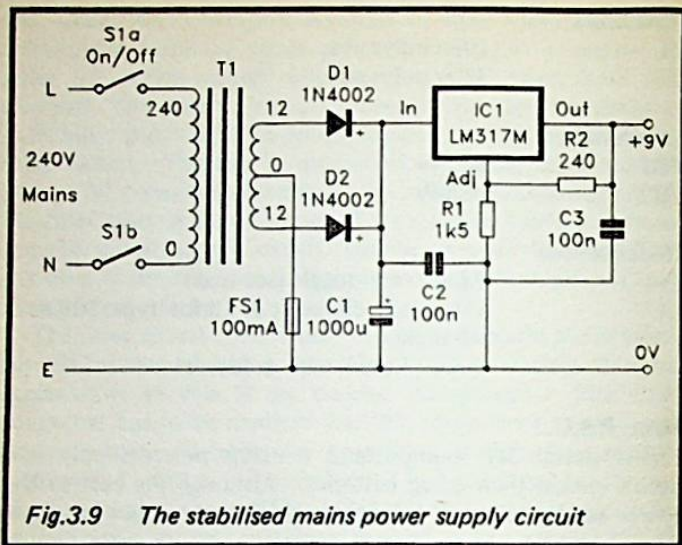 S1a
On/Off
L
T1
240
240V
Mains
S1b
N
0
12
0
12
D1
1N4002
+
D2
1N4002
+
In
IC1
LM317M
Out
+9V
R2
240
Adj
R1
1k5
C3
100n
C2
100n
FS1
100mA
C1
1000u
+
E
0V
Fig.3.9 The stabilised mains power supply circuit